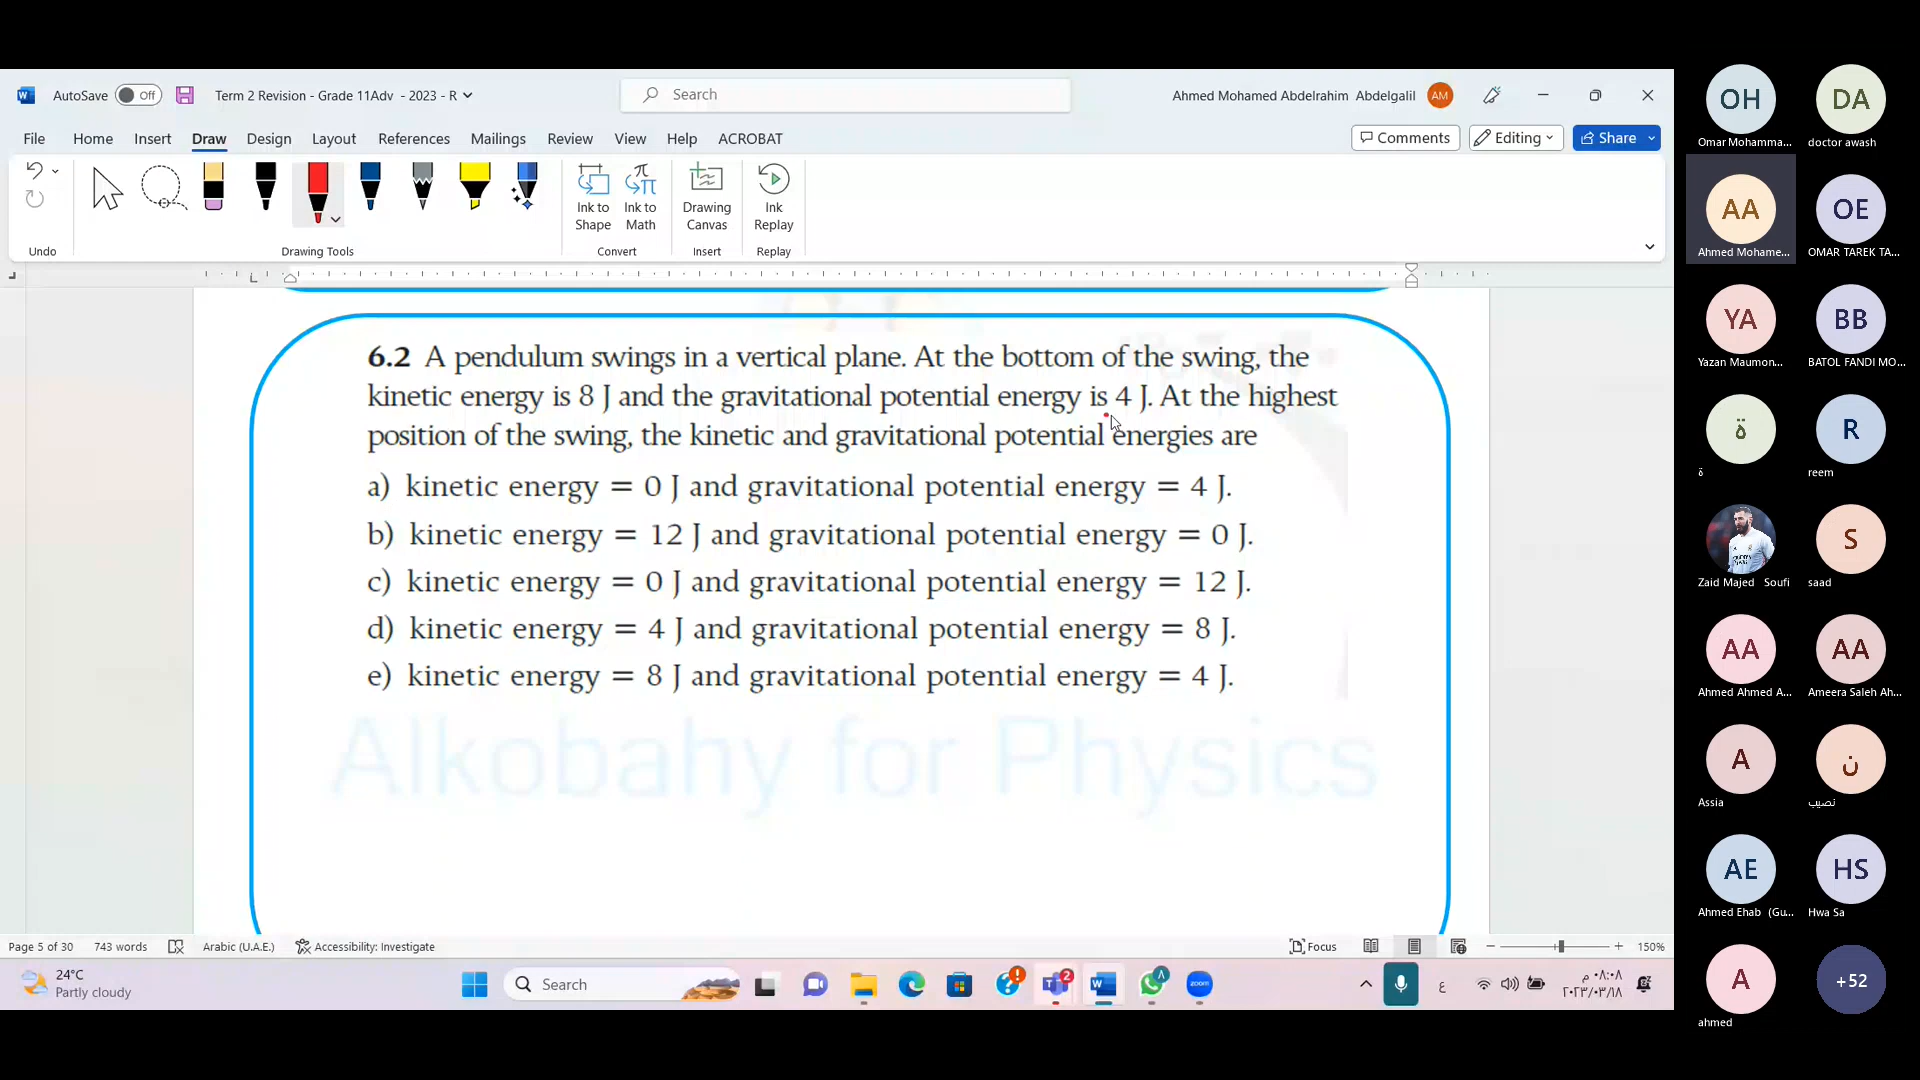 AutoSave Off Term 2 Revision - Grade 11Adv - 2023 - R Search Ahmed Mohamed Abdelrahim Abdelgalil AM
File Home Insert Draw Design Layout References Mailings Review View Help ACROBAT Comments Editing Share
Ink to Shape
Ink to Math
Drawing Canvas
Ink Replay
Undo Drawing Tools Convert Insert Replay
6.2 A pendulum swings in a vertical plane. At the bottom of the swing, the
kinetic energy is 8 J and the gravitational potential energy is 4 J. At the highest
position of the swing, the kinetic and gravitational potential energies are
a) kinetic energy = 0 J and gravitational potential energy = 4 J.
b) kinetic energy = 12 J and gravitational potential energy = 0 J.
c) kinetic energy = 0 J and gravitational potential energy = 12 J.
d) kinetic energy = 4 J and gravitational potential energy = 8 J.
e) kinetic energy = 8 J and gravitational potential energy = 4 J.
Alkobahy for Physics
Page 5 of 30 743 words Arabic (U.A.E.) Accessibility: Investigate Focus 150%
24°C
Partly cloudy
Search
zoom
ع
٠٨:٠٨ م
٢٠٢٣/٠٣/١٨
OH DA
Omar Mohamma... doctor awash
AA OE
Ahmed Mohame... OMAR TAREK TA...
YA BB
Yazan Maumon... BATOL FANDI MO...
ة R
ة reem
S
Zaid Majed Soufi saad
AA AA
Ahmed Ahmed A... Ameera Saleh Ah...
A ن
Assia نصيب
AE HS
Ahmed Ehab (Gu... Hwa Sa
A +52
ahmed